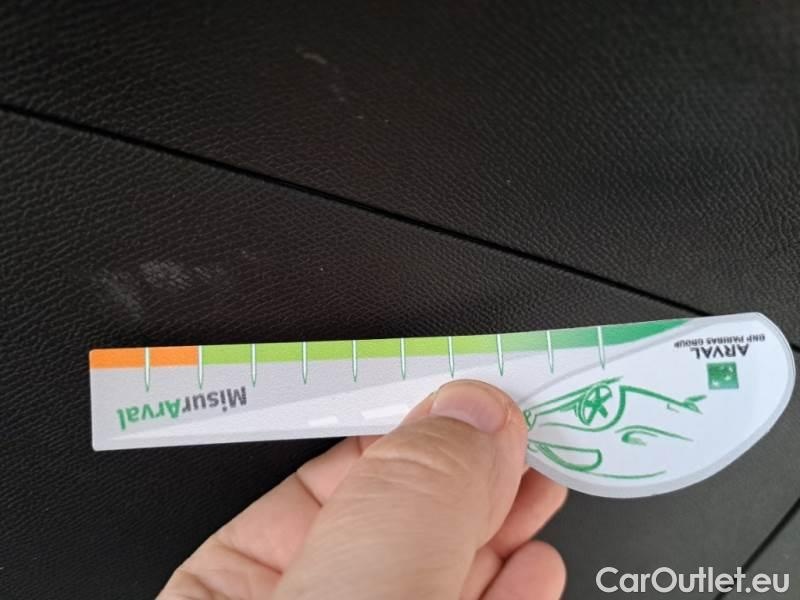 MisurArval
ARVAL
BNP PARIBAS GROUP
CarOutlet.eu